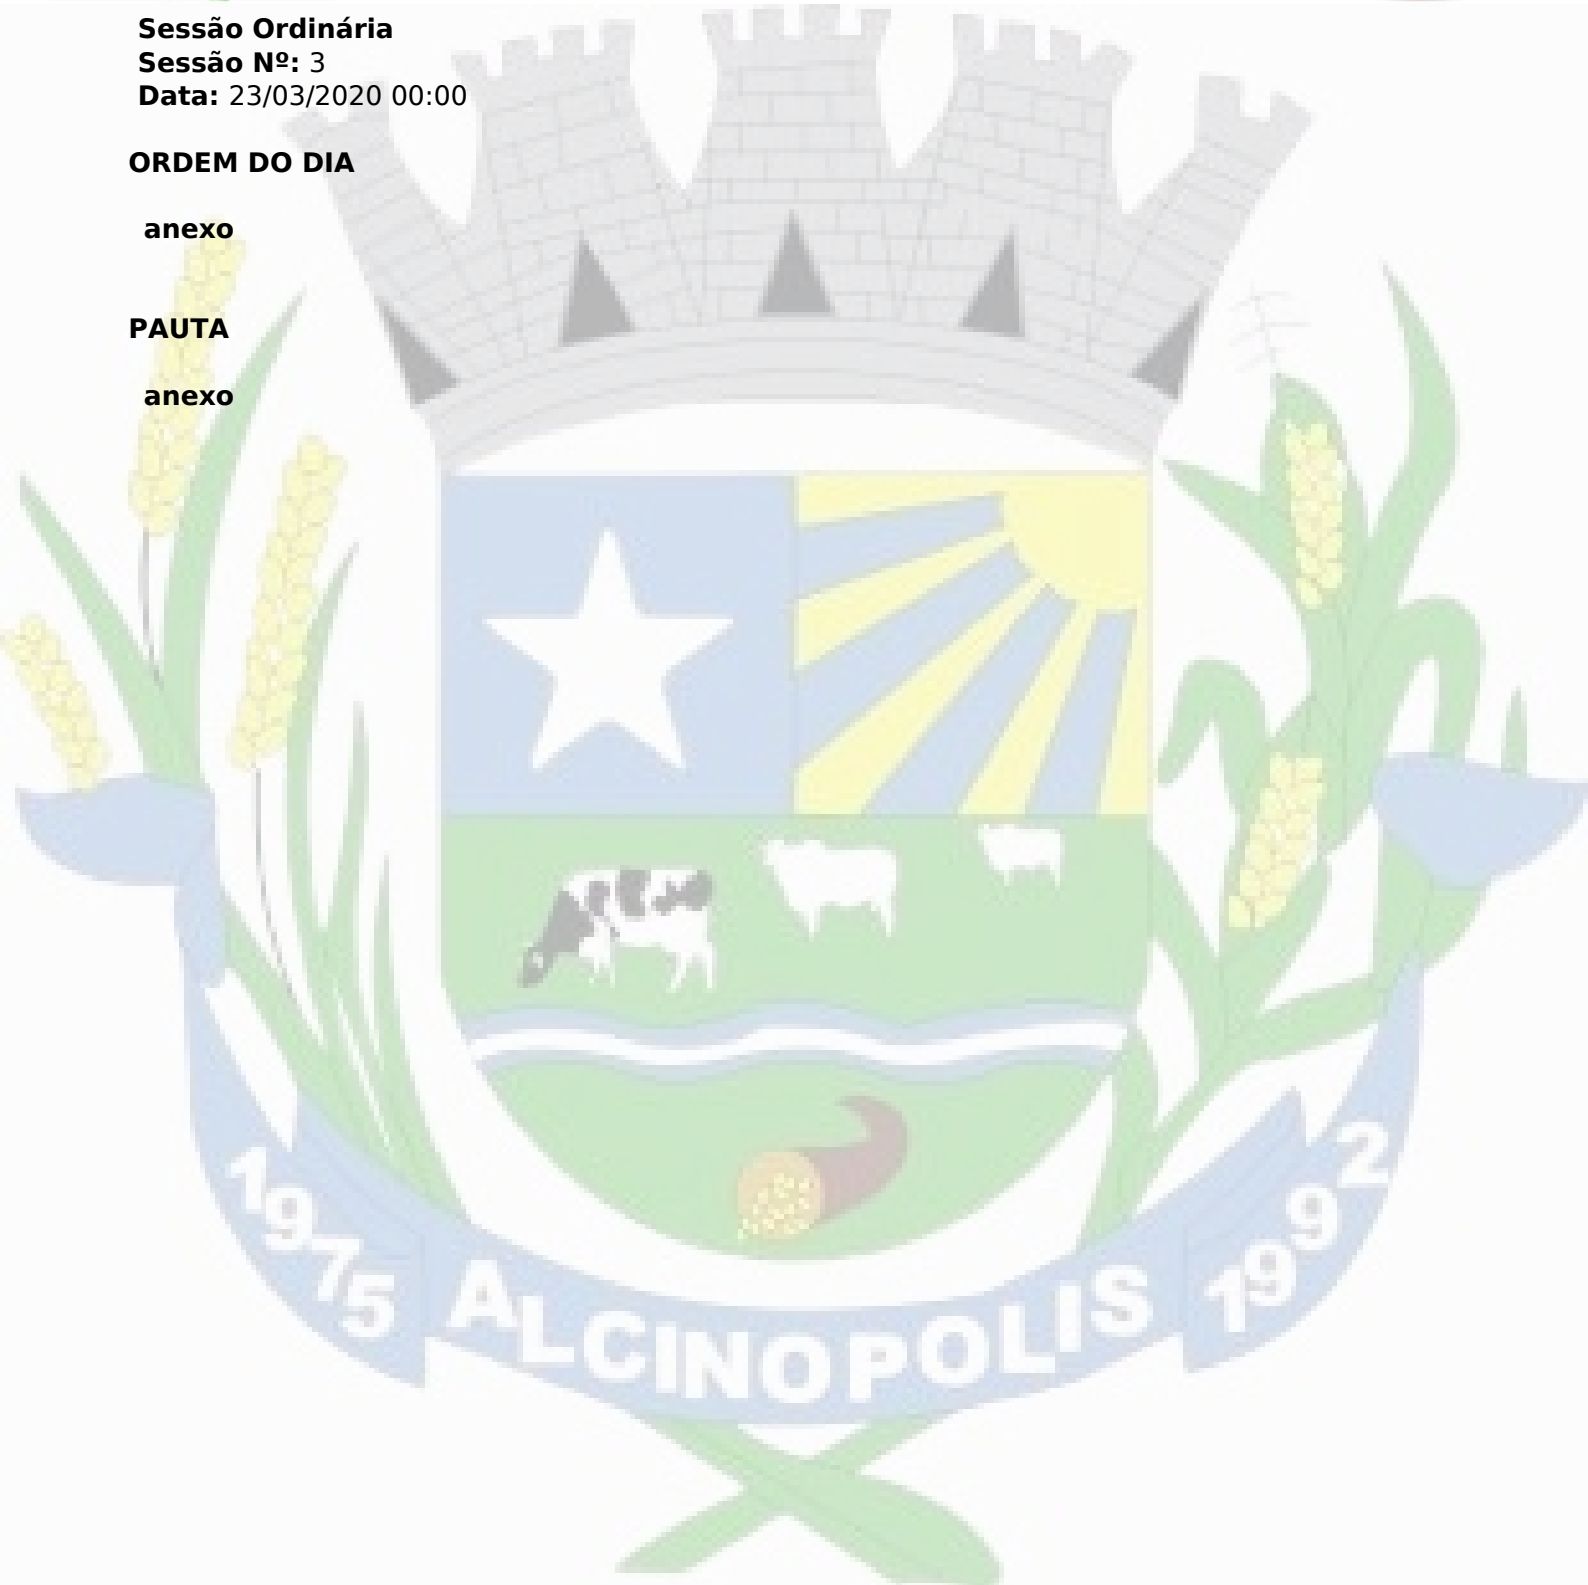 Sessão Ordinária
Sessão Nº: 3
Data: 23/03/2020 00:00
ORDEM DO DIA
anexo
PAUTA
anexo
1975 ALCINOPOLIS 1992